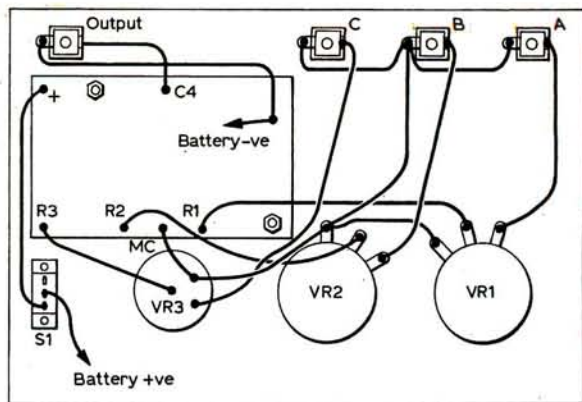 Output
C
B
A
+
C4
Battery-ve
R3
R2
MC
R1
VR3
VR2
VR1
S1
Battery +ve